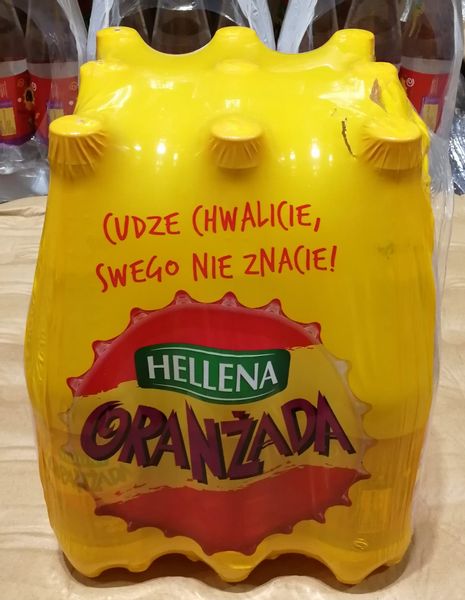 CUDZE CHWALICIE,
SWEGO NIE ZNACIE!
HELLENA
ORANŻADA